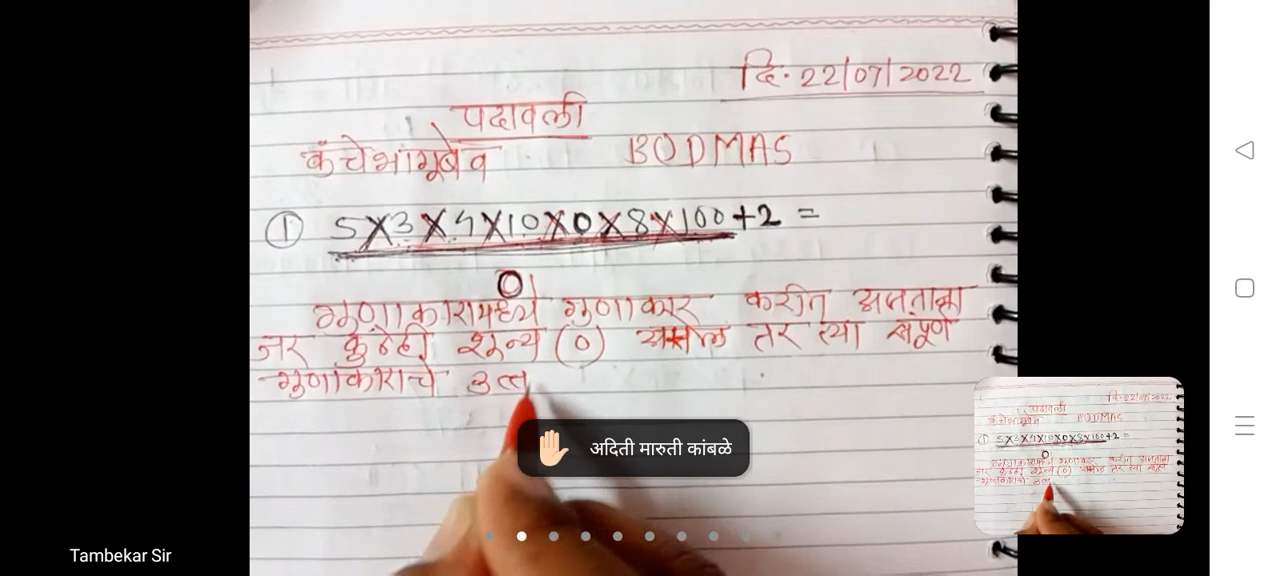 दि. 22/07/2022
पदावली
कंचेभागूबेव BODMAS
① 5×3×4×10×0×8×100+2=
0
गुणाकारामध्ये गुणाकार करीत असताना
जर कुठेही शून्य (0) असेल तर त्या संपूर्ण
गुणाकाराचे उत्त
✋🏻 अदिती मारुती कांबळे
Tambekar Sir